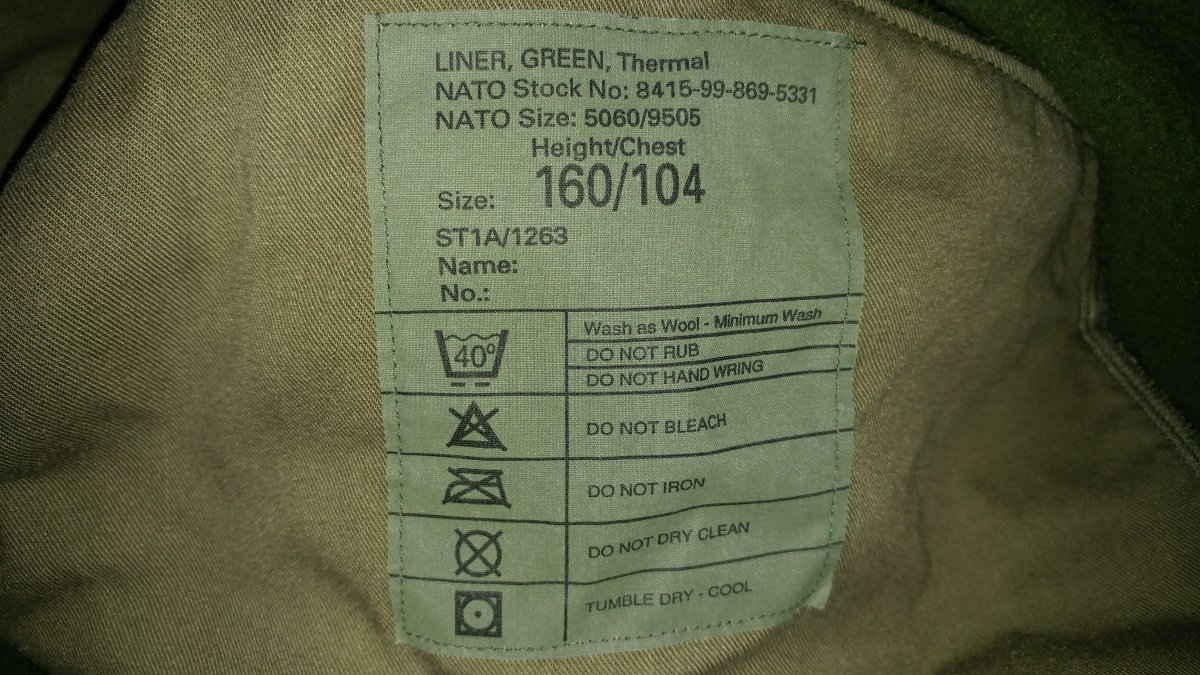 LINER, GREEN, Thermal
NATO Stock No: 8415-99-869-5331
NATO Size: 5060/9505
Height/Chest
Size: 160/104
ST1A/1263
Name:
No.:
40º
Wash as Wool - Minimum Wash
DO NOT RUB
DO NOT HAND WRING
DO NOT BLEACH
DO NOT IRON
DO NOT DRY CLEAN
TUMBLE DRY - COOL